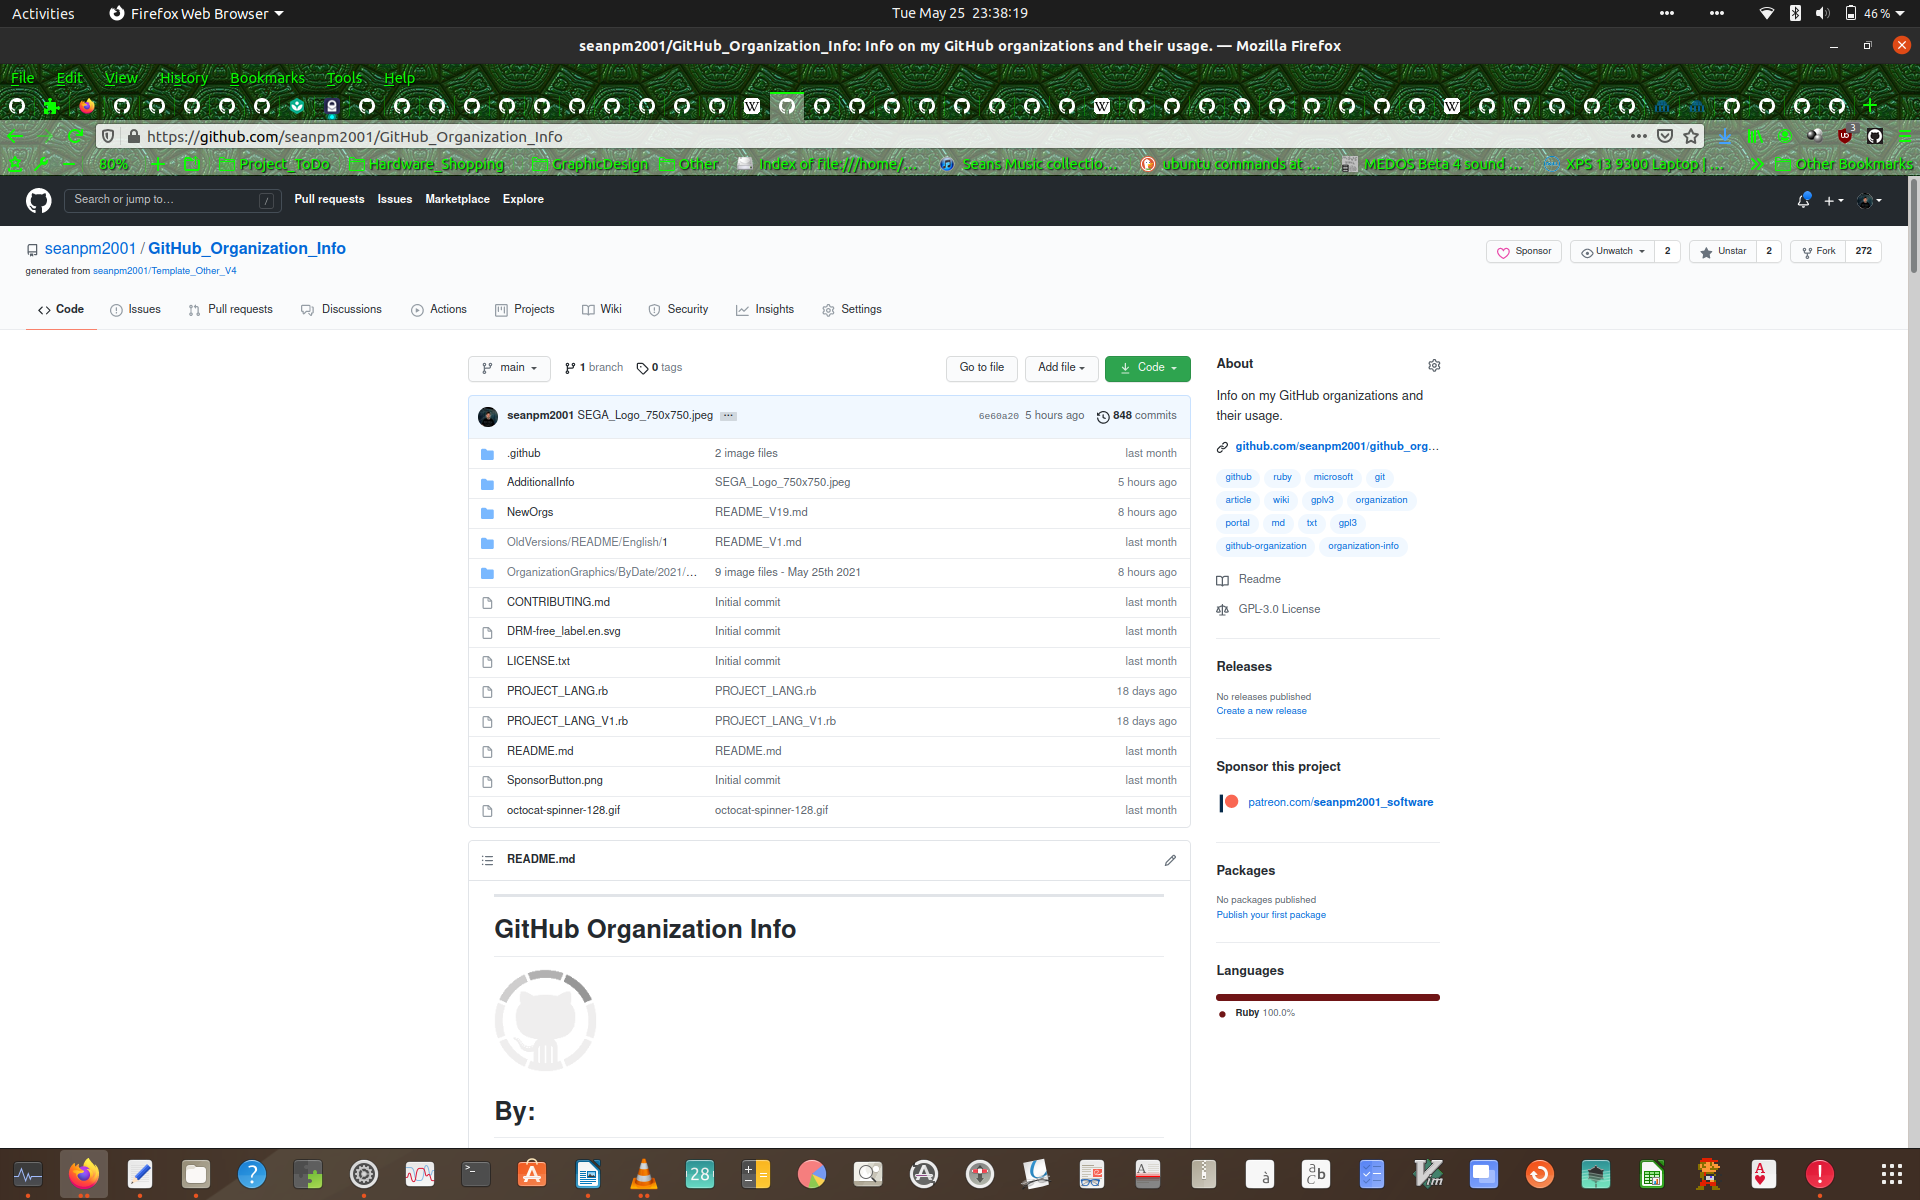 Activities Firefox Web Browser Tue May 25 23:38:19 46 %
seanpm2001/GitHub_Organization_Info: Info on my GitHub organizations and their usage. — Mozilla Firefox
File Edit View History Bookmarks Tools Help
https://github.com/seanpm2001/GitHub_Organization_Info 3
80% Project_ToDo Hardware_Shopping GraphicDesign Other Index of file:///home/… Seans Music collectio… ubuntu commands at … MEDOS Beta 4 sound … XPS 13 9300 Laptop | … Other Bookmarks
Search or jump to… / Pull requests Issues Marketplace Explore
seanpm2001 / GitHub_Organization_Info Sponsor Unwatch 2 Unstar 2 Fork 272
generated from seanpm2001/Template_Other_V4
Code Issues Pull requests Discussions Actions Projects Wiki Security Insights Settings
main 1 branch 0 tags Go to file Add file Code
seanpm2001 SEGA_Logo_750x750.jpeg ... 6e60a20 5 hours ago 848 commits
.github 2 image files last month
AdditionalInfo SEGA_Logo_750x750.jpeg 5 hours ago
NewOrgs README_V19.md 8 hours ago
OldVersions/README/English/1 README_V1.md last month
OrganizationGraphics/ByDate/2021/… 9 image files - May 25th 2021 8 hours ago
CONTRIBUTING.md Initial commit last month
DRM-free_label.en.svg Initial commit last month
LICENSE.txt Initial commit last month
PROJECT_LANG.rb PROJECT_LANG.rb 18 days ago
PROJECT_LANG_V1.rb PROJECT_LANG_V1.rb 18 days ago
README.md README.md last month
SponsorButton.png Initial commit last month
octocat-spinner-128.gif octocat-spinner-128.gif last month
README.md
GitHub Organization Info
By:
About
Info on my GitHub organizations and
their usage.
github.com/seanpm2001/github_org…
github ruby microsoft git
article wiki gplv3 organization
portal md txt gpl3
github-organization organization-info
Readme
GPL-3.0 License
Releases
No releases published
Create a new release
Sponsor this project
patreon.com/seanpm2001_software
Packages
No packages published
Publish your first package
Languages
Ruby 100.0%
28